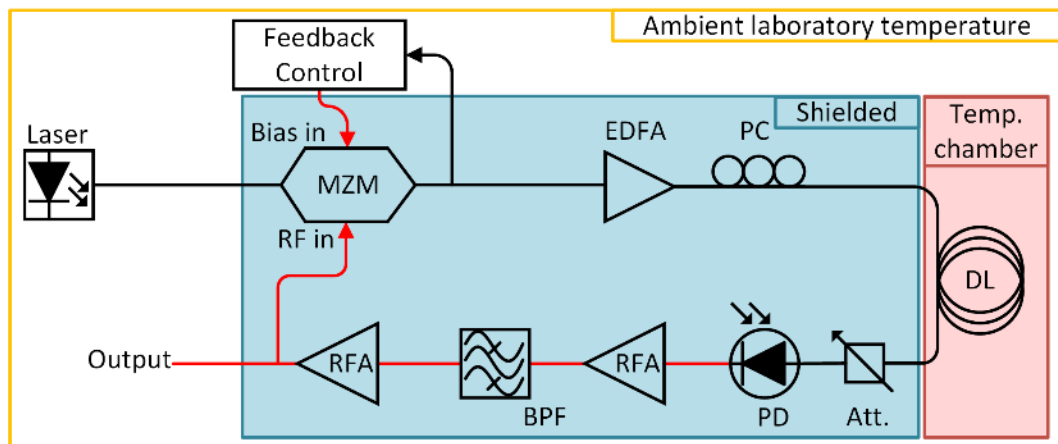 Ambient laboratory temperature
Feedback
Control
Shielded
Temp.
chamber
Laser
Bias in
EDFA
PC
MZM
RF in
DL
Output
RFA
BPF
RFA
PD
Att.